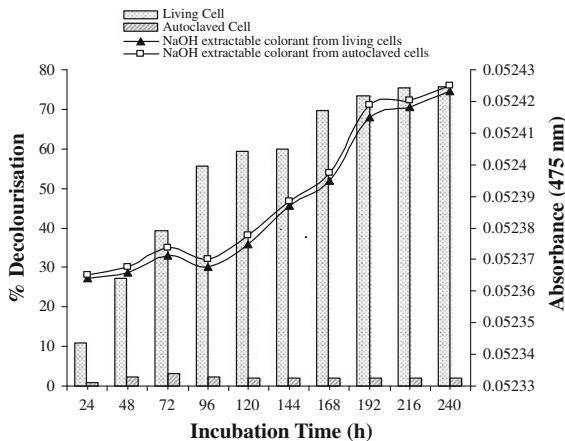 Living Cell
Autoclaved Cell
NaOH extractable colorant from living cells
NaOH extractable colorant from autoclaved cells
80
70
60
50
40
30
20
10
0
% Decolourisation
0.05243
0.05242
0.05241
0.0524
0.05239
0.05238
0.05237
0.05236
0.05235
0.05234
0.05233
Absorbance (475 nm)
24 48 72 96 120 144 168 192 216 240
Incubation Time (h)